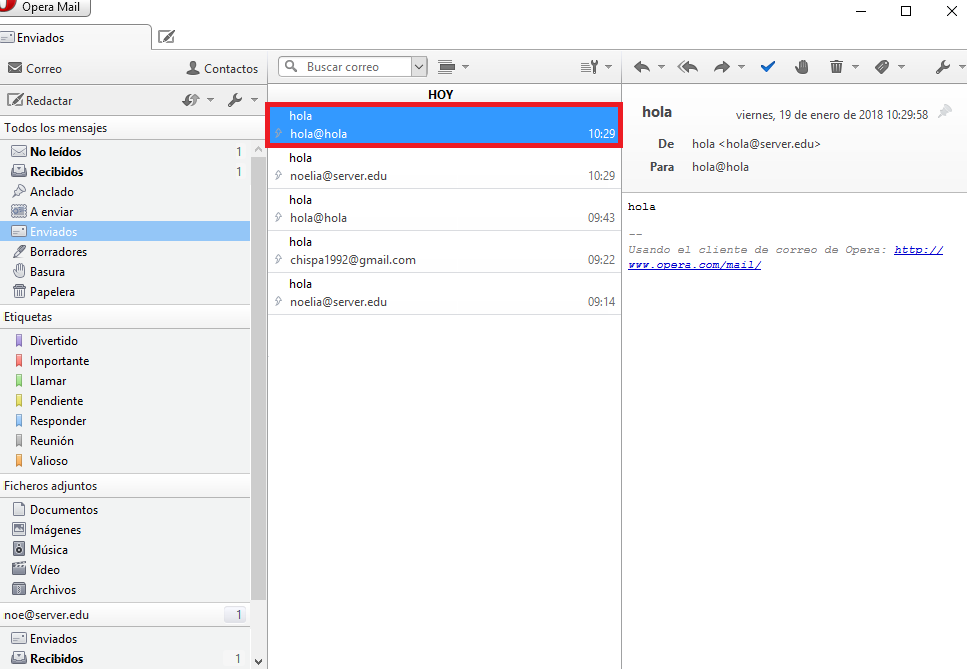 Opera Mail
Enviados
Correo
Contactos
Redactar
Todos los mensajes
No leídos 1
Recibidos 1
Anclado
A enviar
Enviados
Borradores
Basura
Papelera
Etiquetas
Divertido
Importante
Llamar
Pendiente
Responder
Reunión
Valioso
Ficheros adjuntos
Documentos
Imágenes
Música
Vídeo
Archivos
noe@server.edu 1
Enviados
Recibidos 1
Buscar correo
HOY
hola
hola@hola 10:29
hola
noelia@server.edu 10:29
hola
hola@hola 09:43
hola
chispa1992@gmail.com 09:22
hola
noelia@server.edu 09:14
hola viernes, 19 de enero de 2018 10:29:58
De hola <hola@server.edu>
Para hola@hola
hola
--
Usando el cliente de correo de Opera: http://
www.opera.com/mail/